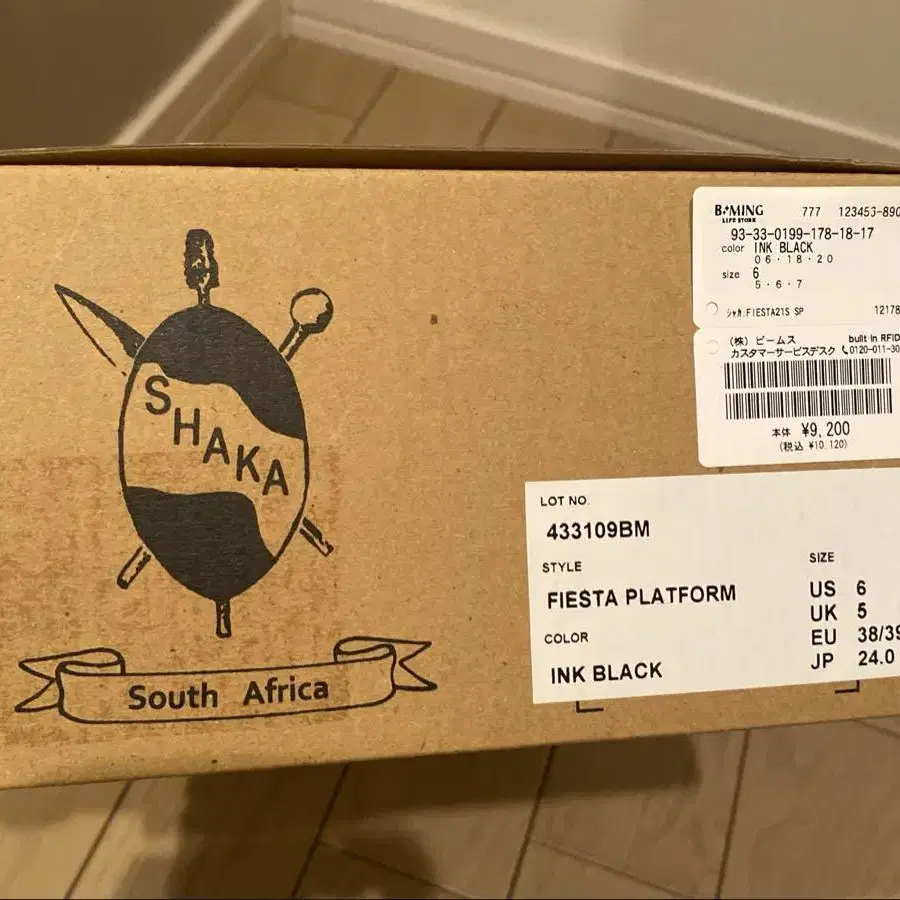 SHAKA
South Africa
B:MING
LIFE STORE
777 123453-890
93-33-0199-178-18-17
color INK BLACK
06・18・20
size 6
5・6・7
シャカ:FIESTA21S SP 12178
(株) ビームス built-in RFID
カスタマーサービスデスク 0120-011-30
本体 ¥9,200
(税込 ¥10,120)
LOT NO.
433109BM
STYLE
FIESTA PLATFORM
COLOR
INK BLACK
SIZE
US 6
UK 5
EU 38/39
JP 24.0